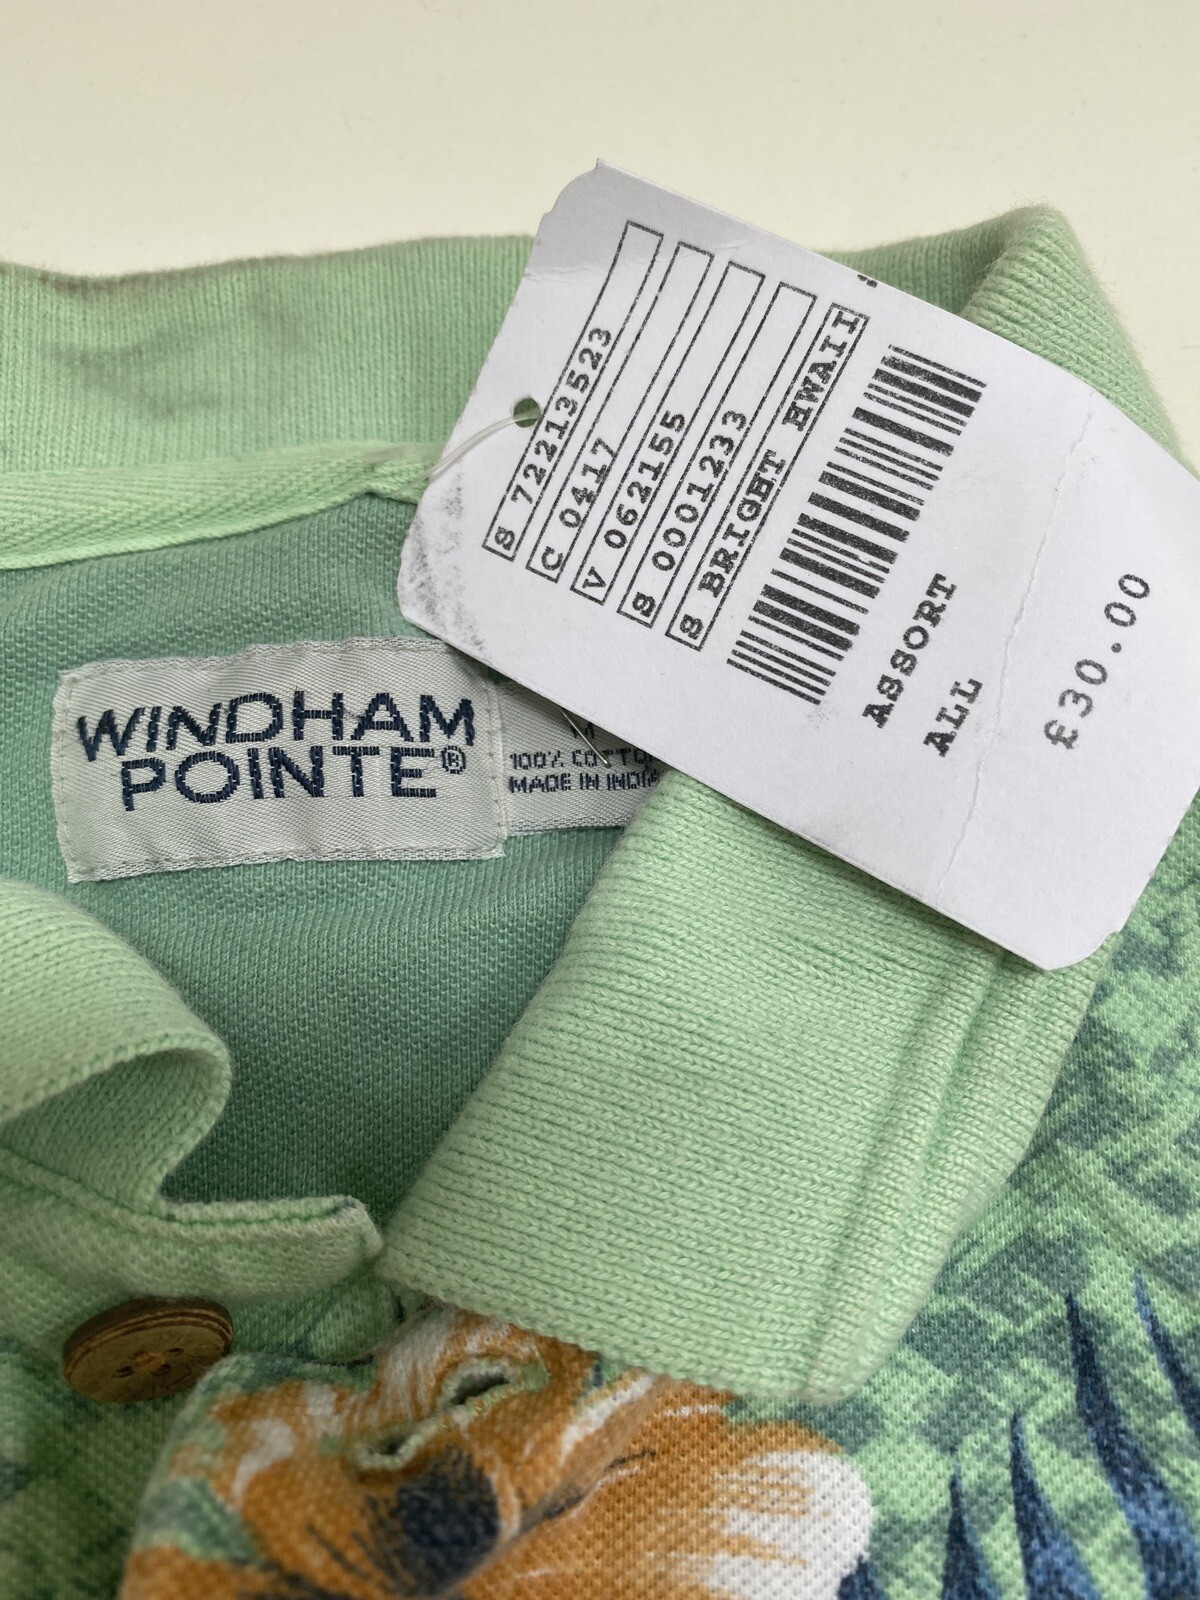 WINDHAM
POINTE®
100% COTTO
MADE IN INDIA
S 72213523
C 0417
V 062155
S 0001233
S BRIGHT HWAII
ASSORT
ALL
£30.00